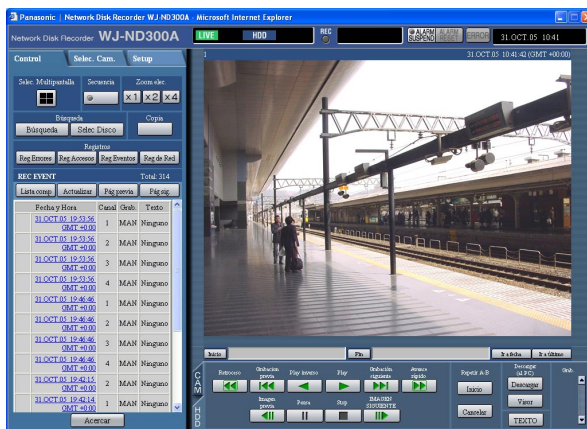 Panasonic | Network Disk Recorder WJ-ND300A - Microsoft Internet Explorer
Network Disk Recorder WJ-ND300A
LIVE HDD REC ALARM SUSPEND ALARM RESET ERROR 31.OCT.05 10:41
Control Selec. Cam. Setup
1 31.OCT.05 10:41:42 (GMT +00:00)
Selec. Multipantalla Secuencia Zoom elec.
x1 x2 x4
Búsqueda Copia
Búsqueda Selec Disco
Registros
Reg.Errores Reg.Accesos Reg.Eventos Reg.de Red
REC EVENT Total: 314
Lista comp Actualizar Pág previa Pág sig.
Fecha y Hora Canal Grab. Texto
31.OCT.05 19:53:56 GMT +0:00 1 MAN Ninguno
31.OCT.05 19:53:56 GMT +0:00 2 MAN Ninguno
31.OCT.05 19:53:56 GMT +0:00 3 MAN Ninguno
31.OCT.05 19:53:56 GMT +0:00 4 MAN Ninguno
31.OCT.05 19:46:46 GMT +0:00 1 MAN Ninguno
31.OCT.05 19:46:46 GMT +0:00 2 MAN Ninguno
31.OCT.05 19:46:46 GMT +0:00 3 MAN Ninguno
31.OCT.05 19:46:46 GMT +0:00 4 MAN Ninguno
31.OCT.05 19:42:15 GMT +0:00 2 MAN Ninguno
31.OCT.05 19:42:14 GMT +0:00 1 MAN Ninguno
Acercar
Inicio Fin Ir a fecha Ir a último
CAM
HDD
Retroceso Grabacion previa Play inverso Play Grabación siguiente Avance rápido
Imagen previa Pausa Stop IMAGEN SIGUIENTE
Repetir A-B
Inicio
Cancelar
Descargar (al PC)
Descargar
Visor
TEXTO
Grab.